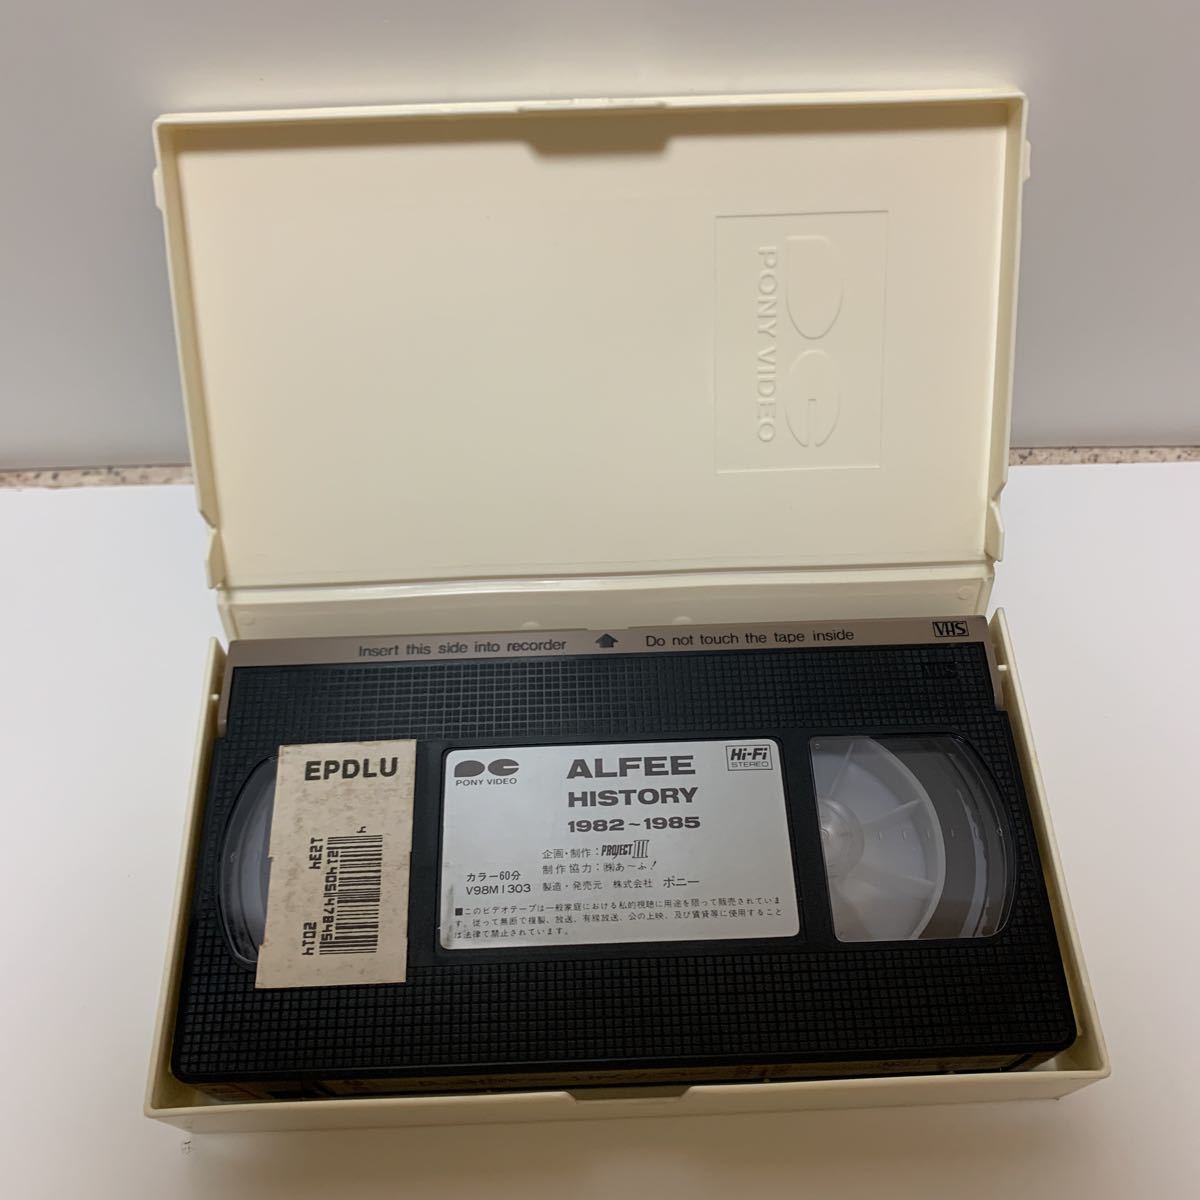 PONY VIDEO
Insert this side into recorder
Do not touch the tape inside
VHS
EPDLU
PONY VIDEO
ALFEE
HISTORY
1982~1985
Hi-Fi
STEREO
企画・制作：PROJECT III
制作協力：㈱あ〜ふ！
カラー60分
V98M1303
製造・発売元 株式会社 ポニー
■このビデオテープは一般家庭における私的視聴に用途を限って販売されていま
す。従って無断で複製、放送、有線放送、公の上映、及び賃貸等に使用すること
は法律で禁止されています。